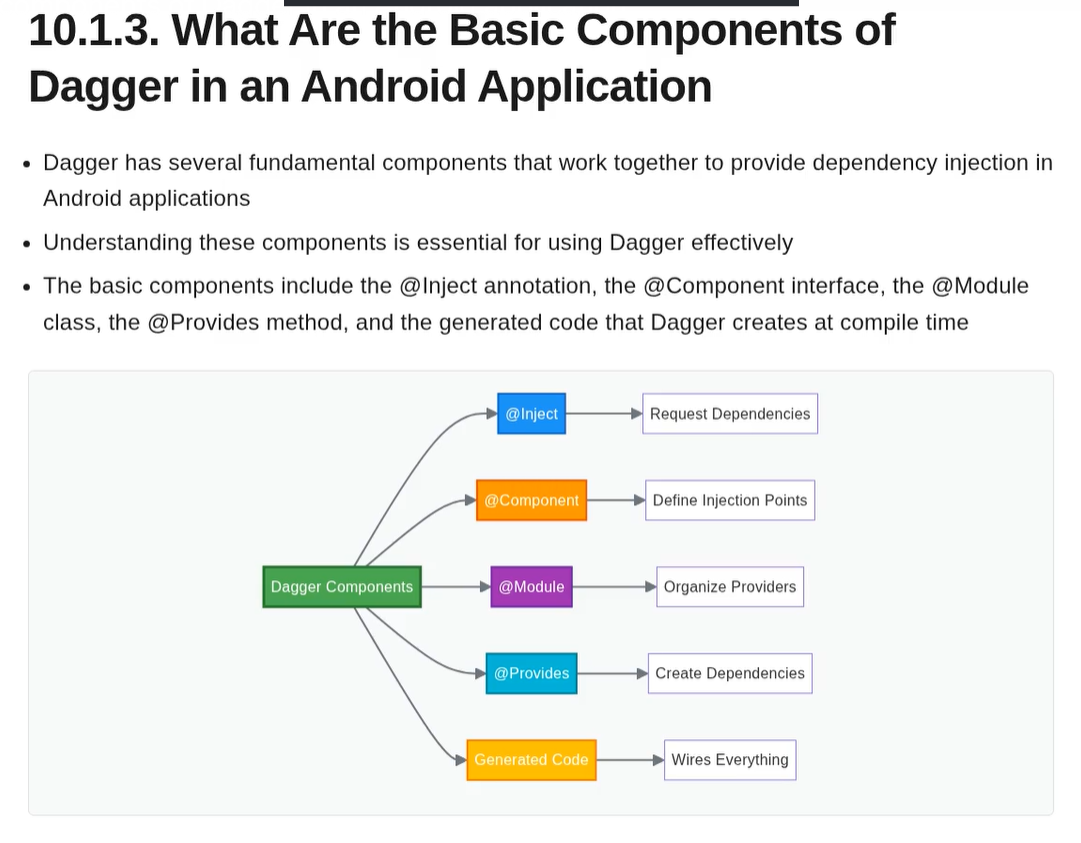 10.1.3. What Are the Basic Components of
Dagger in an Android Application
• Dagger has several fundamental components that work together to provide dependency injection in
Android applications
• Understanding these components is essential for using Dagger effectively
• The basic components include the @Inject annotation, the @Component interface, the @Module
class, the @Provides method, and the generated code that Dagger creates at compile time
@Inject
Request Dependencies
@Component
Define Injection Points
Dagger Components
@Module
Organize Providers
@Provides
Create Dependencies
Generated Code
Wires Everything